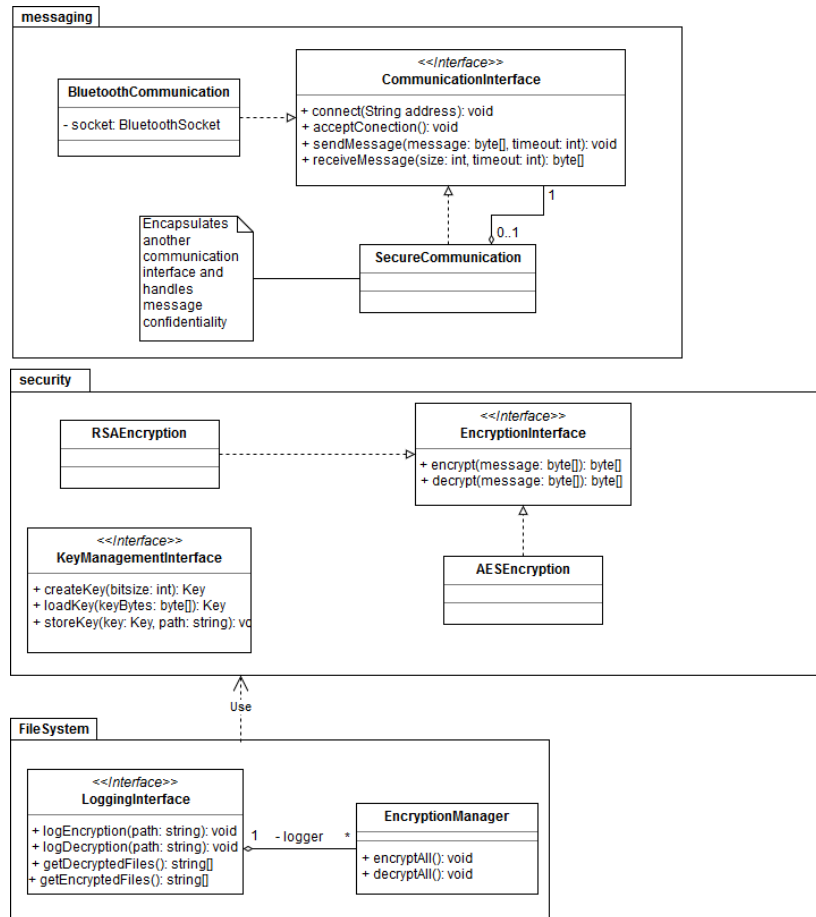 messaging
BluetoothCommunication
- socket: BluetoothSocket
<<Interface>>
CommunicationInterface
+ connect(String address): void
+ acceptConection(): void
+ sendMessage(message: byte[], timeout: int): void
+ receiveMessage(size: int, timeout: int): byte[]
1
0..1
Encapsulates
another
communication
interface and
handles
message
confidentiality
SecureCommunication
security
RSAEncryption
<<Interface>>
EncryptionInterface
+ encrypt(message: byte[]): byte[]
+ decrypt(message: byte[]): byte[]
<<Interface>>
KeyManagementInterface
+ createKey(bitsize: int): Key
+ loadKey(keyBytes: byte[]): Key
+ storeKey(key: Key, path: string): vo
AESEncryption
Use
FileSystem
<<Interface>>
LoggingInterface
+ logEncryption(path: string): void
+ logDecryption(path: string): void
+ getDecryptedFiles(): string[]
+ getEncryptedFiles(): string[]
1 - logger *
EncryptionManager
+ encryptAll(): void
+ decryptAll(): void